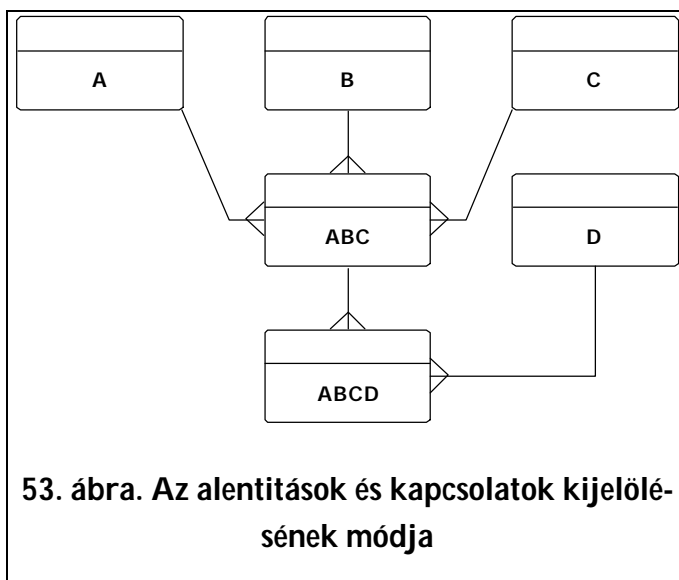 A
B
C
ABC
D
ABCD
53. ábra. Az alentitások és kapcsolatok kijelölé-
sének módja